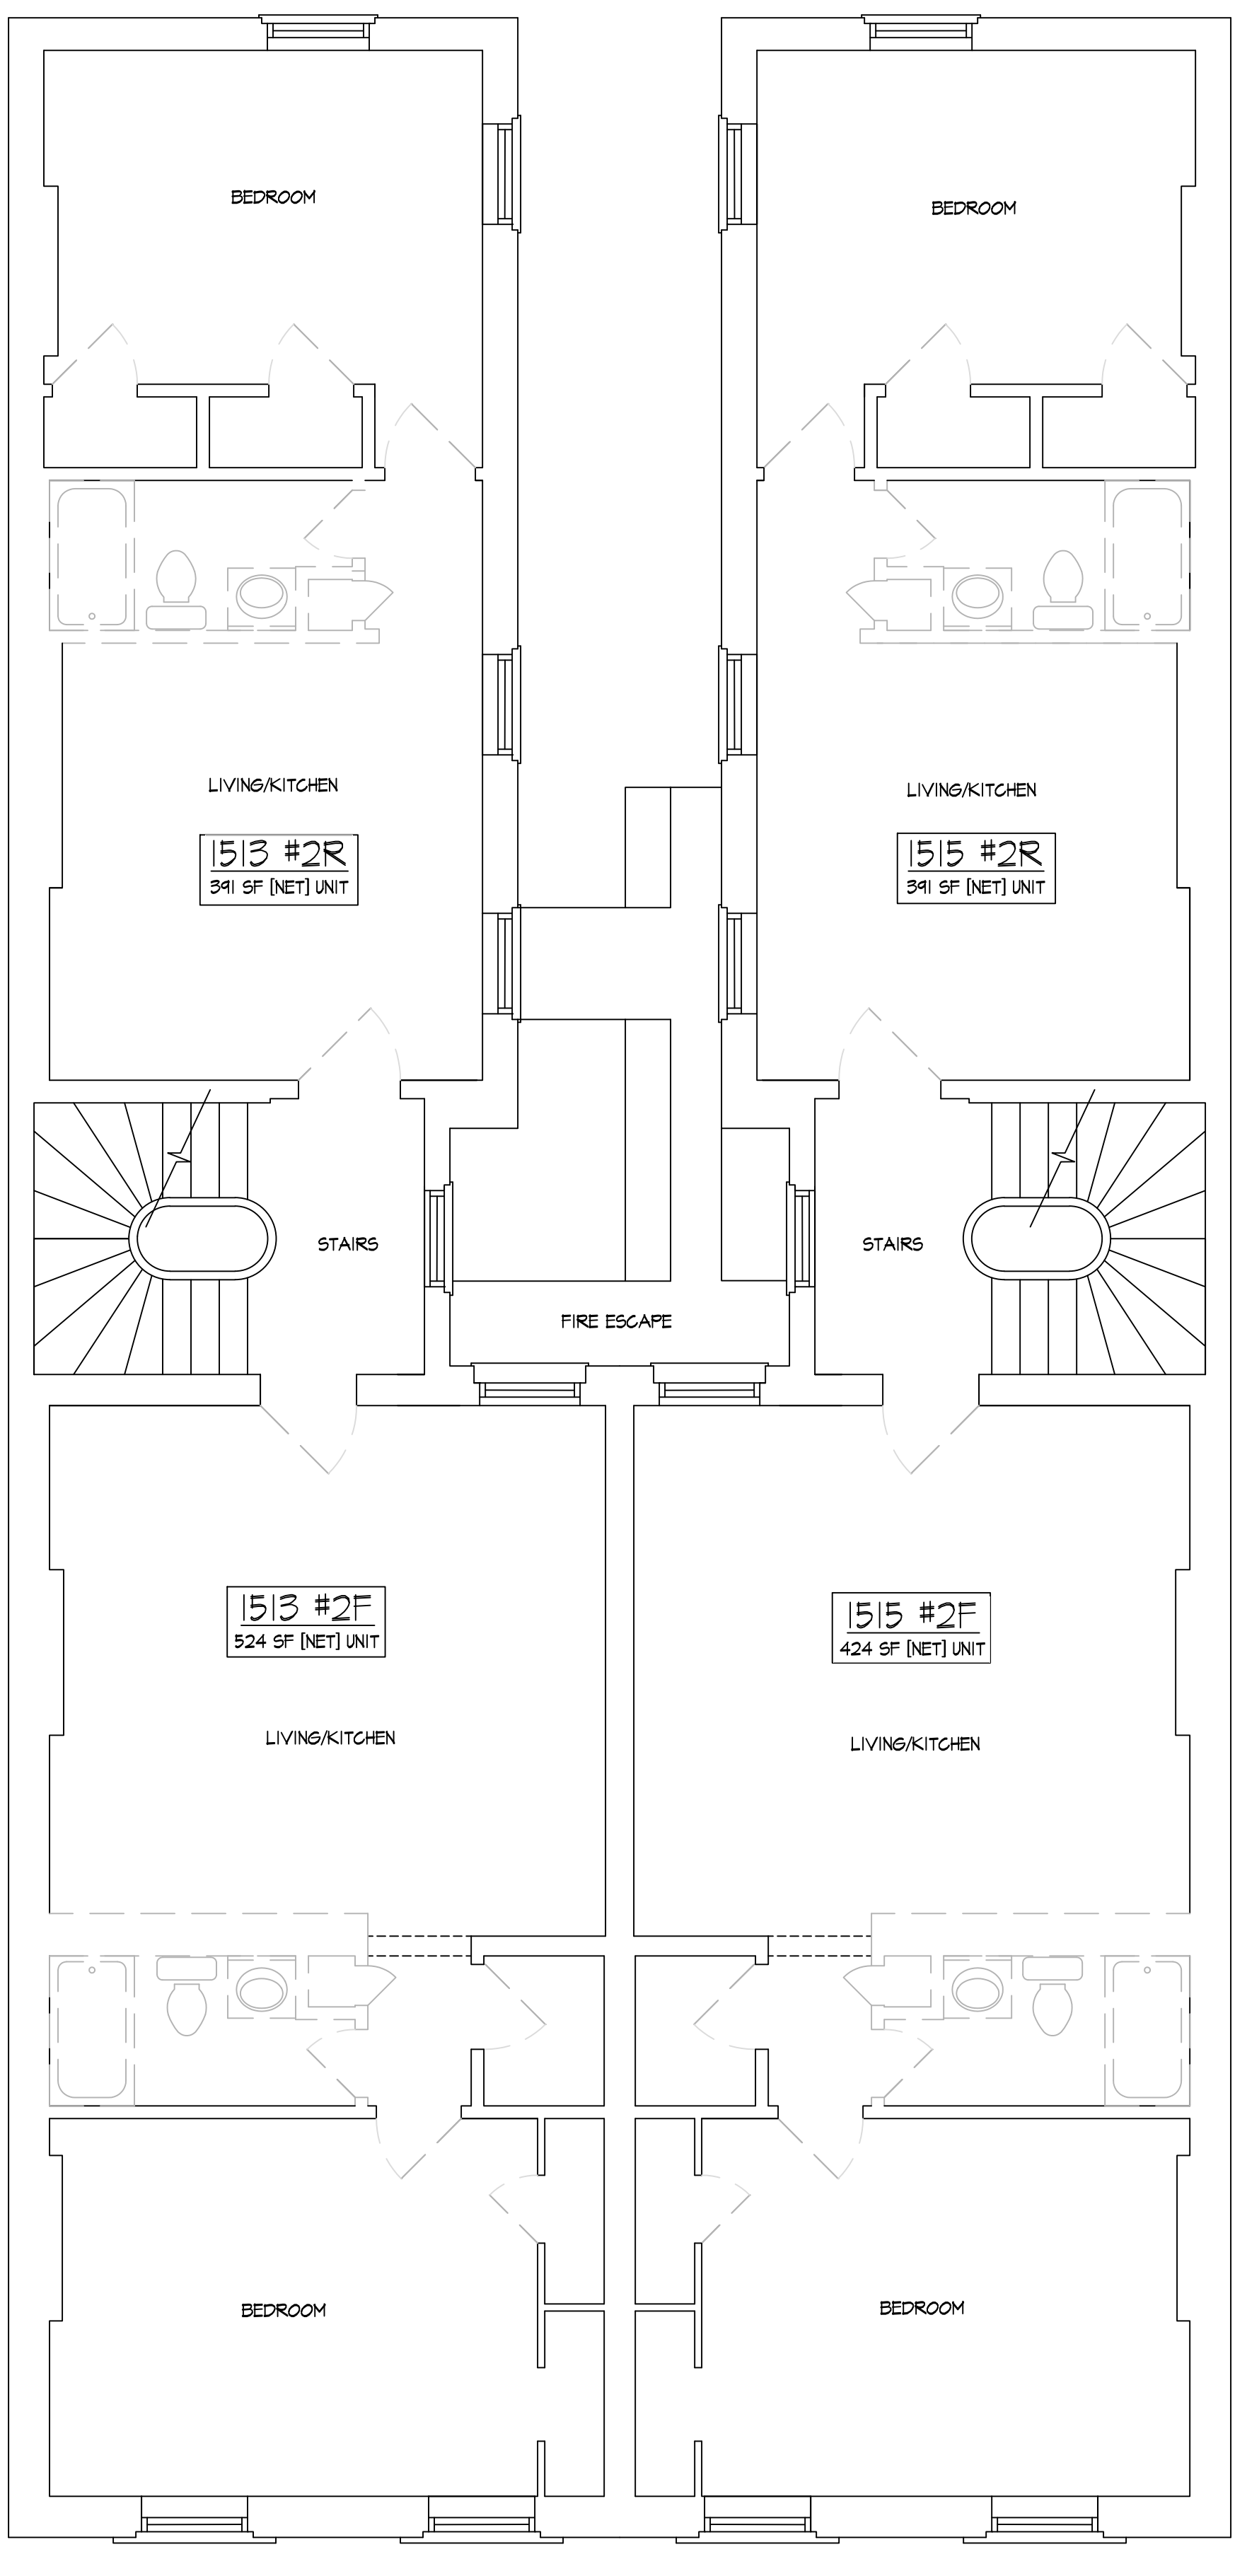 BEDROOM
BEDROOM
LIVING/KITCHEN
1513 #2R
391 SF [NET] UNIT
LIVING/KITCHEN
1515 #2R
391 SF [NET] UNIT
STAIRS
STAIRS
FIRE ESCAPE
1513 #2F
524 SF [NET] UNIT
LIVING/KITCHEN
1515 #2F
424 SF [NET] UNIT
LIVING/KITCHEN
BEDROOM
BEDROOM